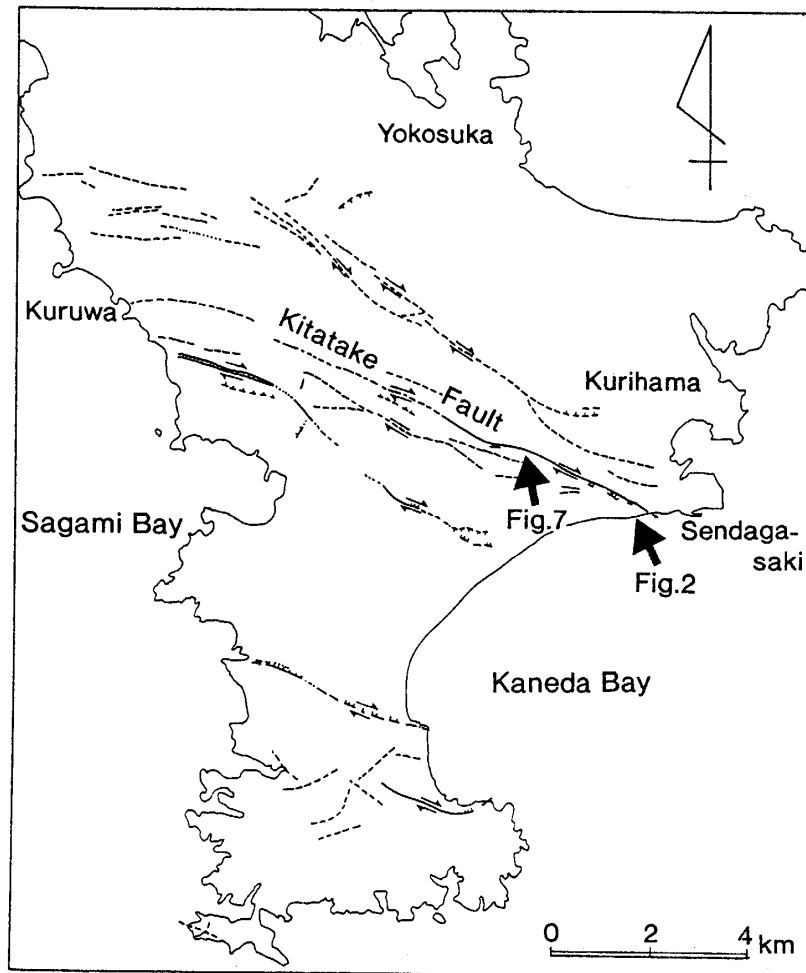 Yokosuka
Kuruwa
Kitatake
Fault
Kurihama
Sagami Bay
Fig.7
Sendaga-
saki
Fig.2
Kaneda Bay
0 2 4 km